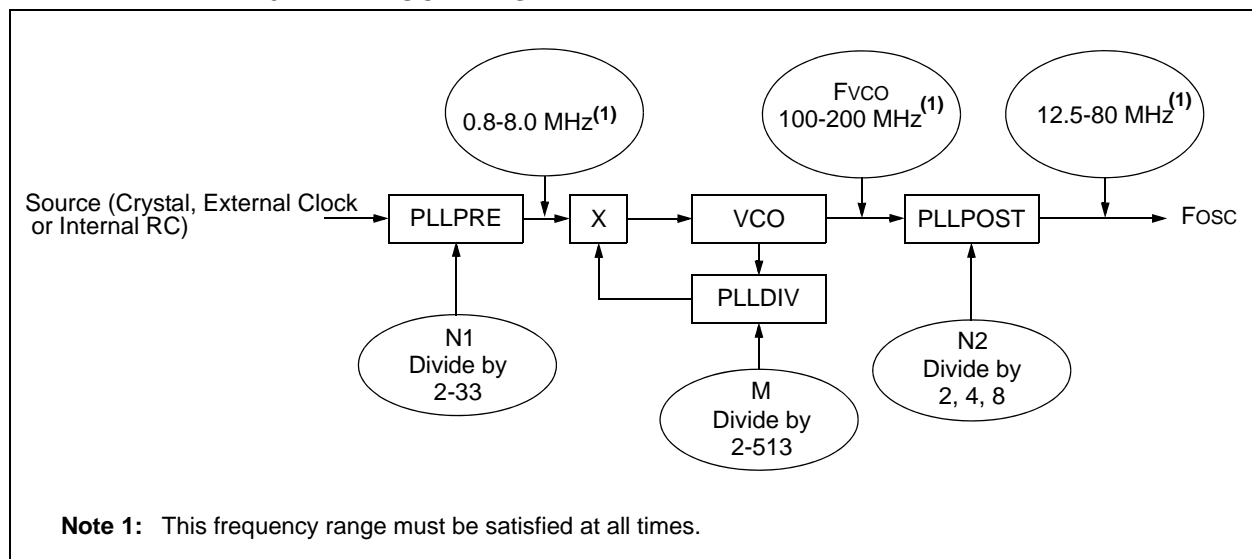 0.8-8.0 MHz(1)
FVCO
100-200 MHz(1)
12.5-80 MHz(1)
Source (Crystal, External Clock
or Internal RC)
PLLPRE
X
VCO
PLLPOST
FOSC
PLLDIV
N1
Divide by
2-33
M
Divide by
2-513
N2
Divide by
2, 4, 8
Note 1: This frequency range must be satisfied at all times.